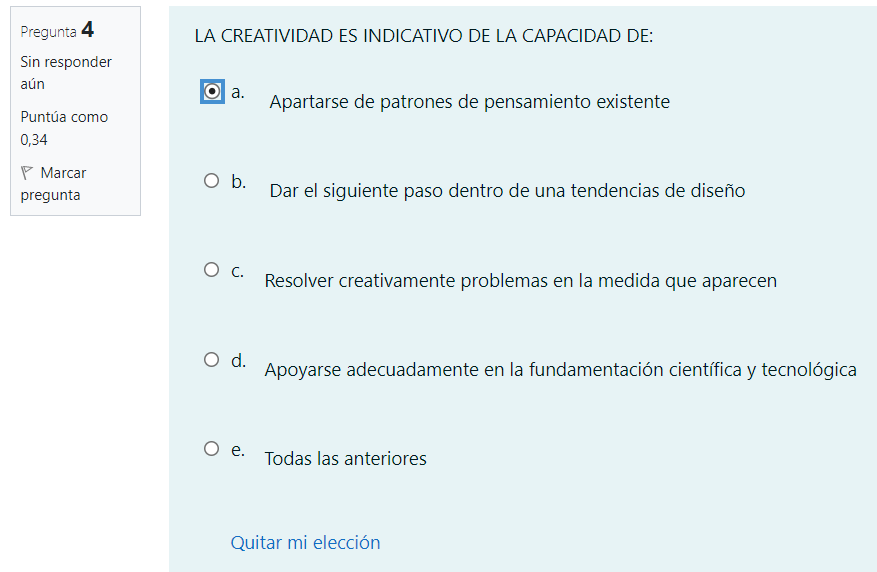 Pregunta 4
Sin responder
aún
Puntúa como
0,34
Marcar
pregunta
LA CREATIVIDAD ES INDICATIVO DE LA CAPACIDAD DE:
a. Apartarse de patrones de pensamiento existente
b. Dar el siguiente paso dentro de una tendencias de diseño
c. Resolver creativamente problemas en la medida que aparecen
d. Apoyarse adecuadamente en la fundamentación científica y tecnológica
e. Todas las anteriores
Quitar mi elección